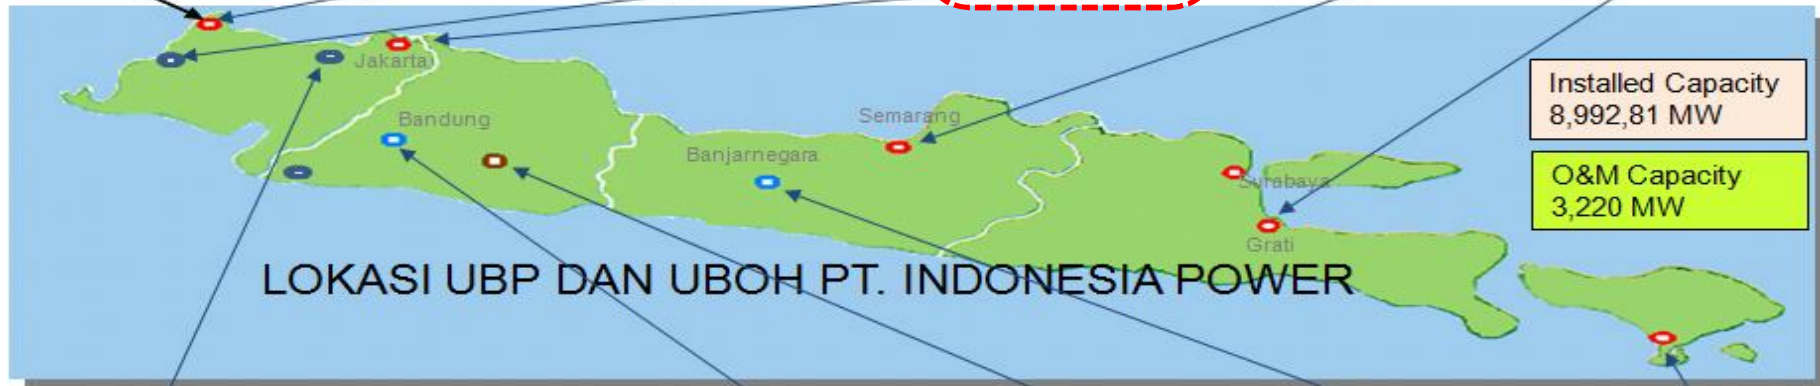 Jakarta
Bandung
Semarang
Banjarnegara
Surabaya
Grati
Installed Capacity
8,992,81 MW
O&M Capacity
3,220 MW
LOKASI UBP DAN UBOH PT. INDONESIA POWER